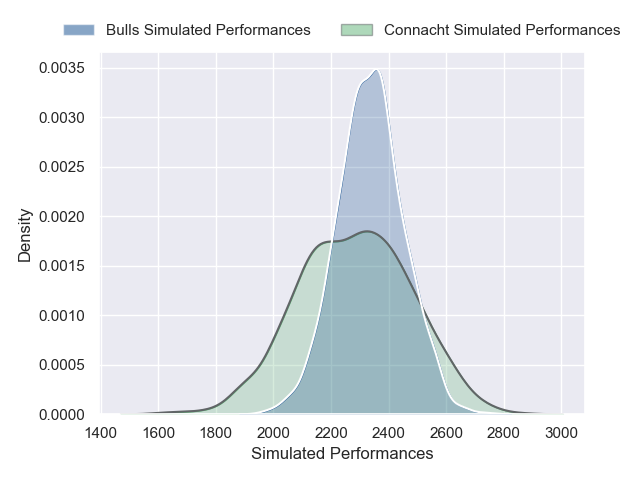 Bulls Simulated Performances
Connacht Simulated Performances
0.0035
0.0030
0.0025
0.0020
0.0015
0.0010
0.0005
0.0000
Density
1400 1600 1800 2000 2200 2400 2600 2800 3000
Simulated Performances